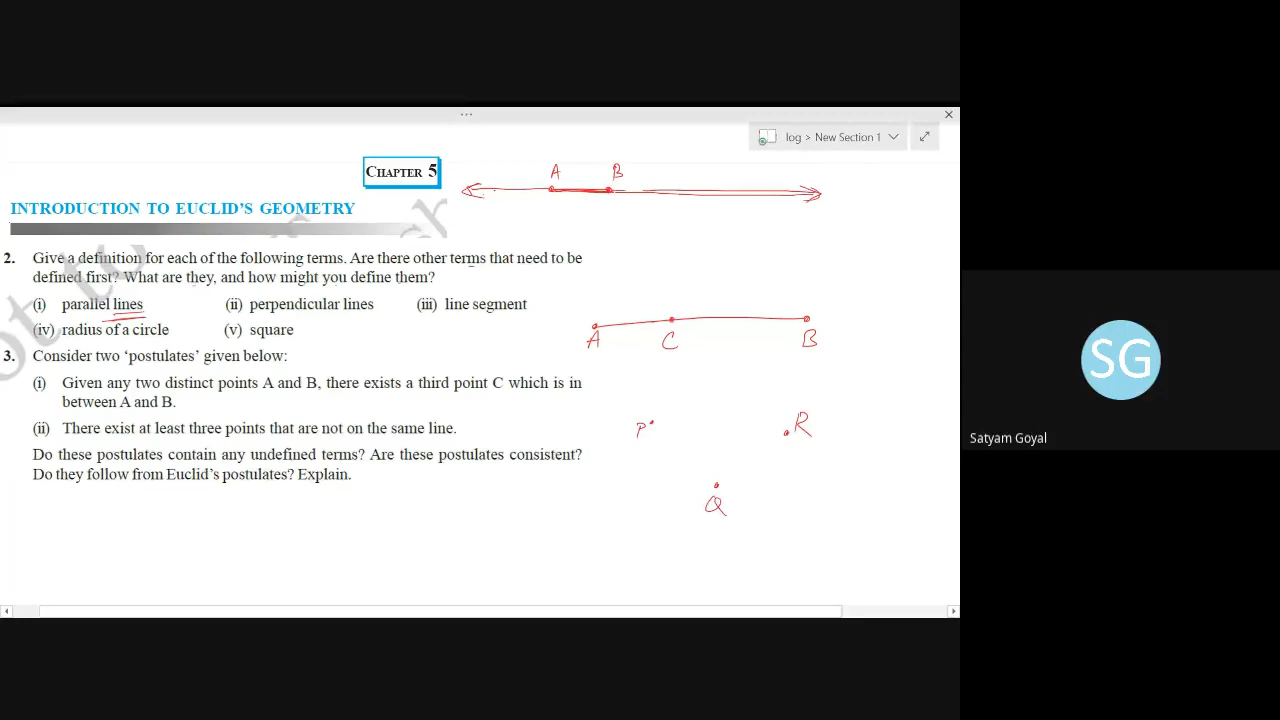 log > New Section 1
CHAPTER 5
A B
INTRODUCTION TO EUCLID'S GEOMETRY
2. Give a definition for each of the following terms. Are there other terms that need to be
defined first? What are they, and how might you define them?
(i) parallel lines (ii) perpendicular lines (iii) line segment
(iv) radius of a circle (v) square
A C B
3. Consider two 'postulates' given below:
(i) Given any two distinct points A and B, there exists a third point C which is in
between A and B.
(ii) There exist at least three points that are not on the same line.
P R
Do these postulates contain any undefined terms? Are these postulates consistent?
Do they follow from Euclid's postulates? Explain.
Q
SG
Satyam Goyal